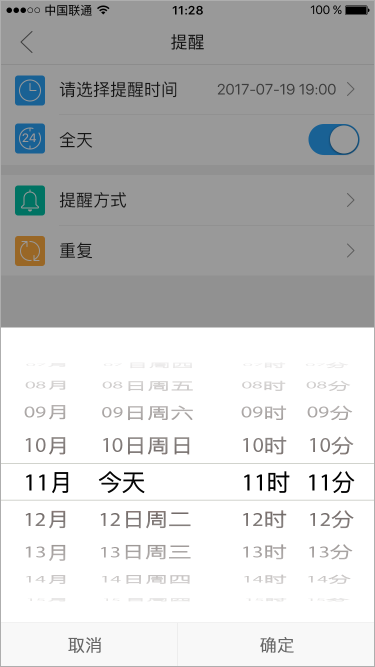 中国联通 11:28 100 %
提醒
请选择提醒时间 2017-07-19 19:00
24 全天
提醒方式
重复
08月 08日周五 08时 08分
09月 09日周六 09时 09分
10月 10日周日 10时 10分
11月 今天 11时 11分
12月 12日周二 12时 12分
13月 13日周三 13时 13分
14月 14日周四 14时 14分
取消 确定